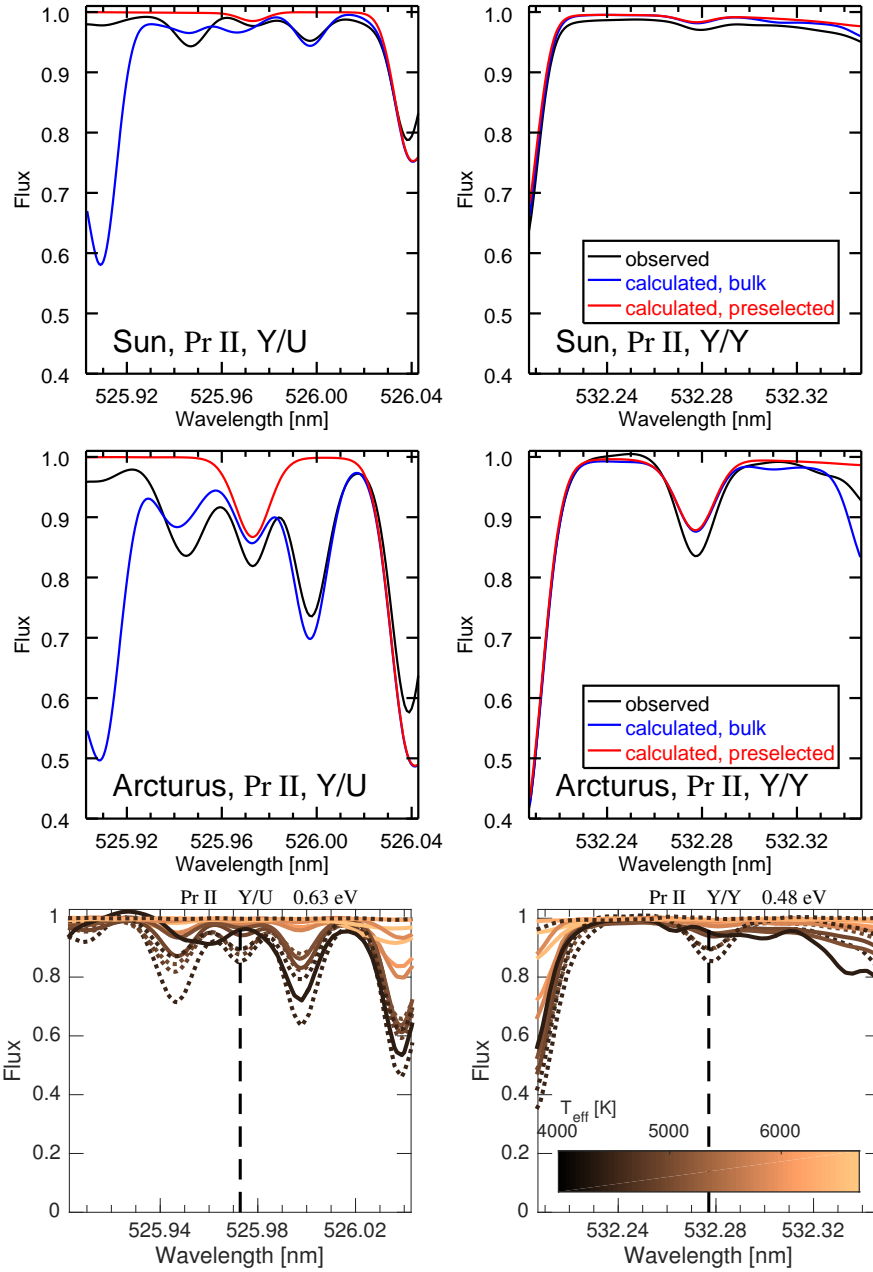 1.0
0.9
0.8
0.7
0.6
0.5
0.4
Flux
Sun, Pr II, Y/U
525.92 525.96 526.00 526.04
Wavelength [nm]
1.0
0.9
0.8
0.7
0.6
0.5
0.4
Flux
observed
calculated, bulk
calculated, preselected
Sun, Pr II, Y/Y
532.24 532.28 532.32
Wavelength [nm]
1.0
0.9
0.8
0.7
0.6
0.5
0.4
Flux
Arcturus, Pr II, Y/U
525.92 525.96 526.00 526.04
Wavelength [nm]
1.0
0.9
0.8
0.7
0.6
0.5
0.4
Flux
observed
calculated, bulk
calculated, preselected
Arcturus, Pr II, Y/Y
532.24 532.28 532.32
Wavelength [nm]
Pr II Y/U 0.63 eV
1
0.8
0.6
0.4
0.2
0
Flux
525.94 525.98 526.02
Wavelength [nm]
Pr II Y/Y 0.48 eV
1
0.8
0.6
0.4
0.2
0
Flux
Teff [K]
4000 5000 6000
532.24 532.28 532.32
Wavelength [nm]